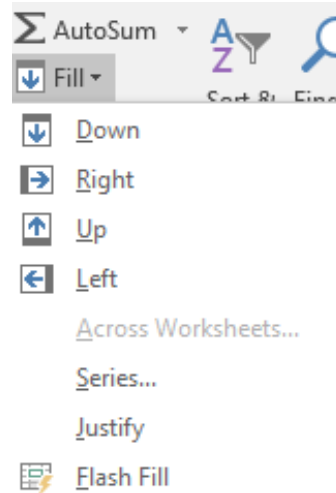 AutoSum
Fill
Down
Right
Up
Left
Across Worksheets...
Series...
Justify
Flash Fill